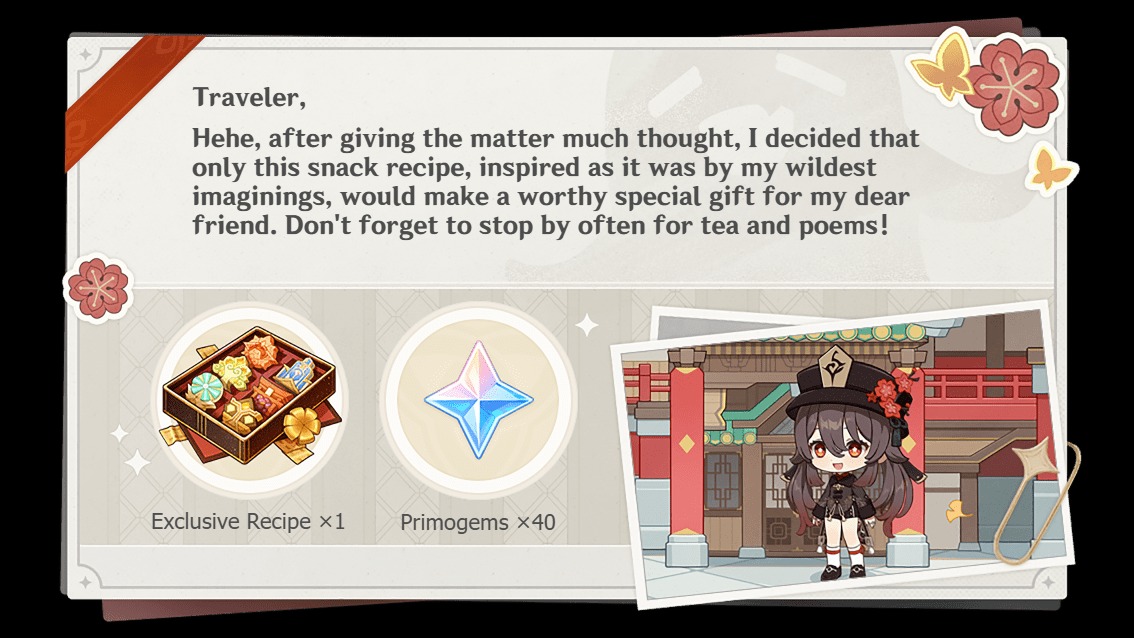 Traveler,
Hehe, after giving the matter much thought, I decided that
only this snack recipe, inspired as it was by my wildest
imaginings, would make a worthy special gift for my dear
friend. Don't forget to stop by often for tea and poems!
Exclusive Recipe ×1
Primogems ×40